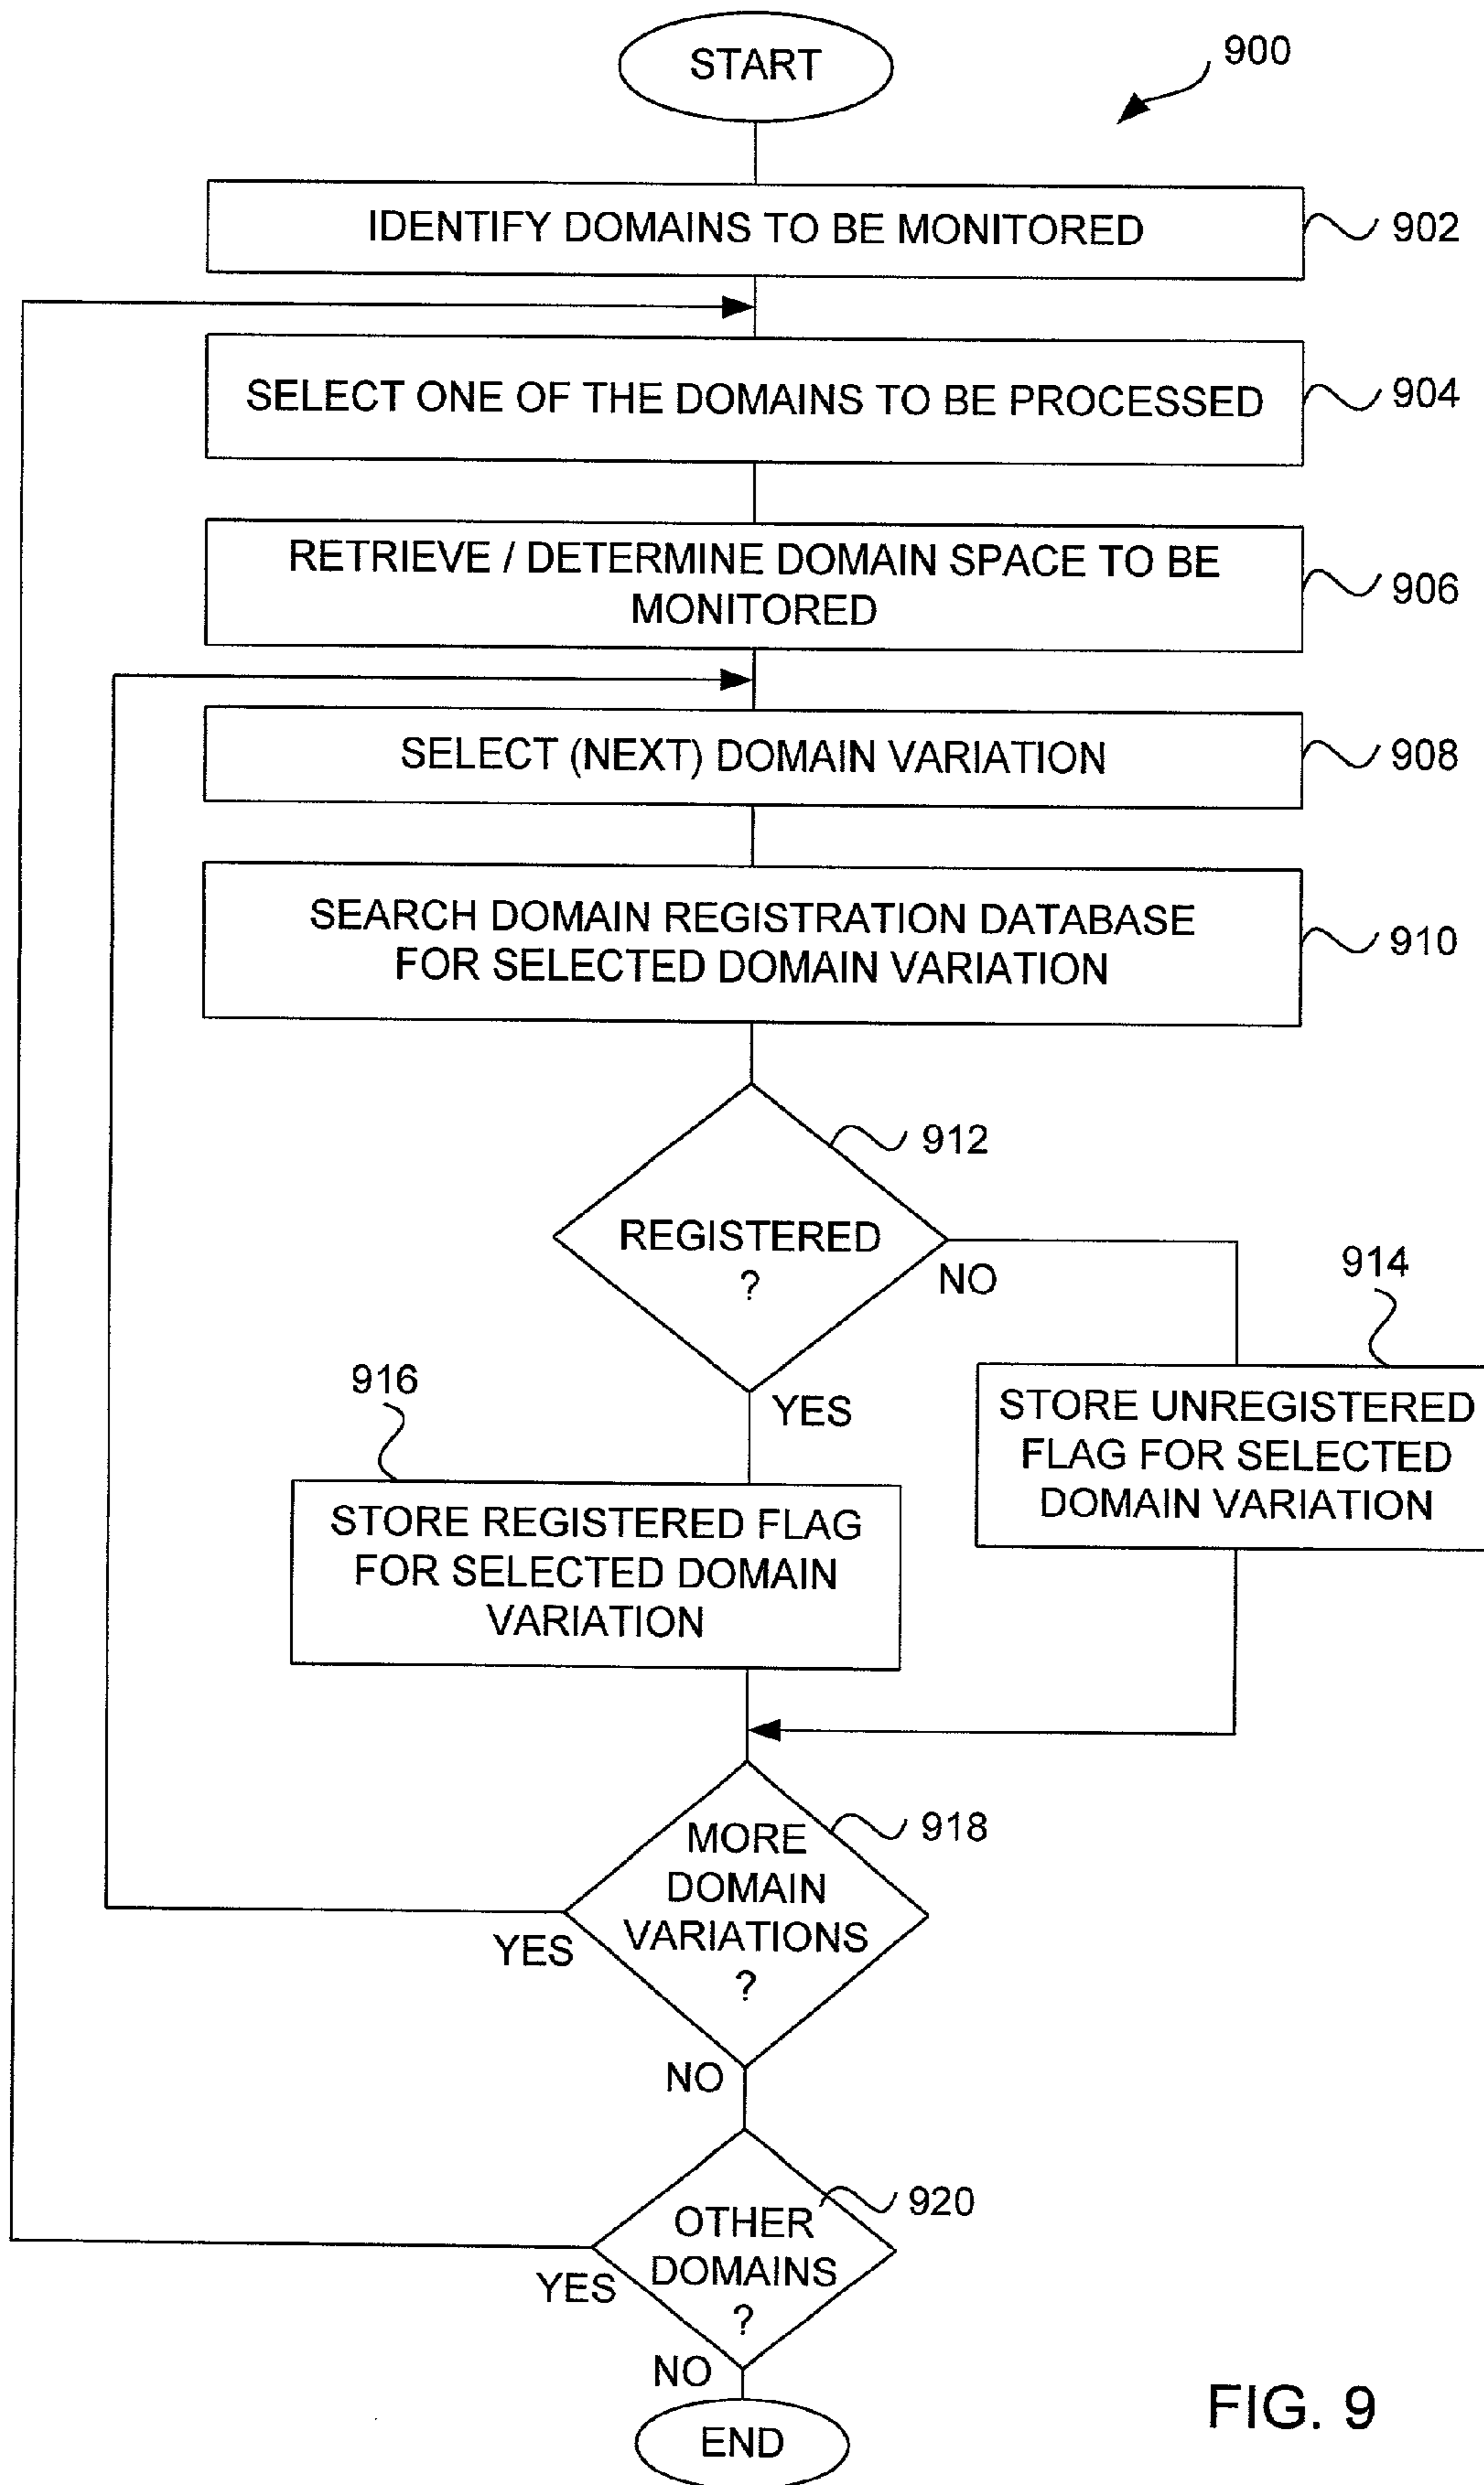 START
900
IDENTIFY DOMAINS TO BE MONITORED
902
SELECT ONE OF THE DOMAINS TO BE PROCESSED
904
RETRIEVE / DETERMINE DOMAIN SPACE TO BE
MONITORED
906
SELECT (NEXT) DOMAIN VARIATION
908
SEARCH DOMAIN REGISTRATION DATABASE
FOR SELECTED DOMAIN VARIATION
910
912
REGISTERED
?
NO
914
YES
916
STORE UNREGISTERED
FLAG FOR SELECTED
DOMAIN VARIATION
STORE REGISTERED FLAG
FOR SELECTED DOMAIN
VARIATION
918
MORE
DOMAIN
VARIATIONS
?
YES
NO
920
OTHER
DOMAINS
?
YES
NO
END
FIG. 9